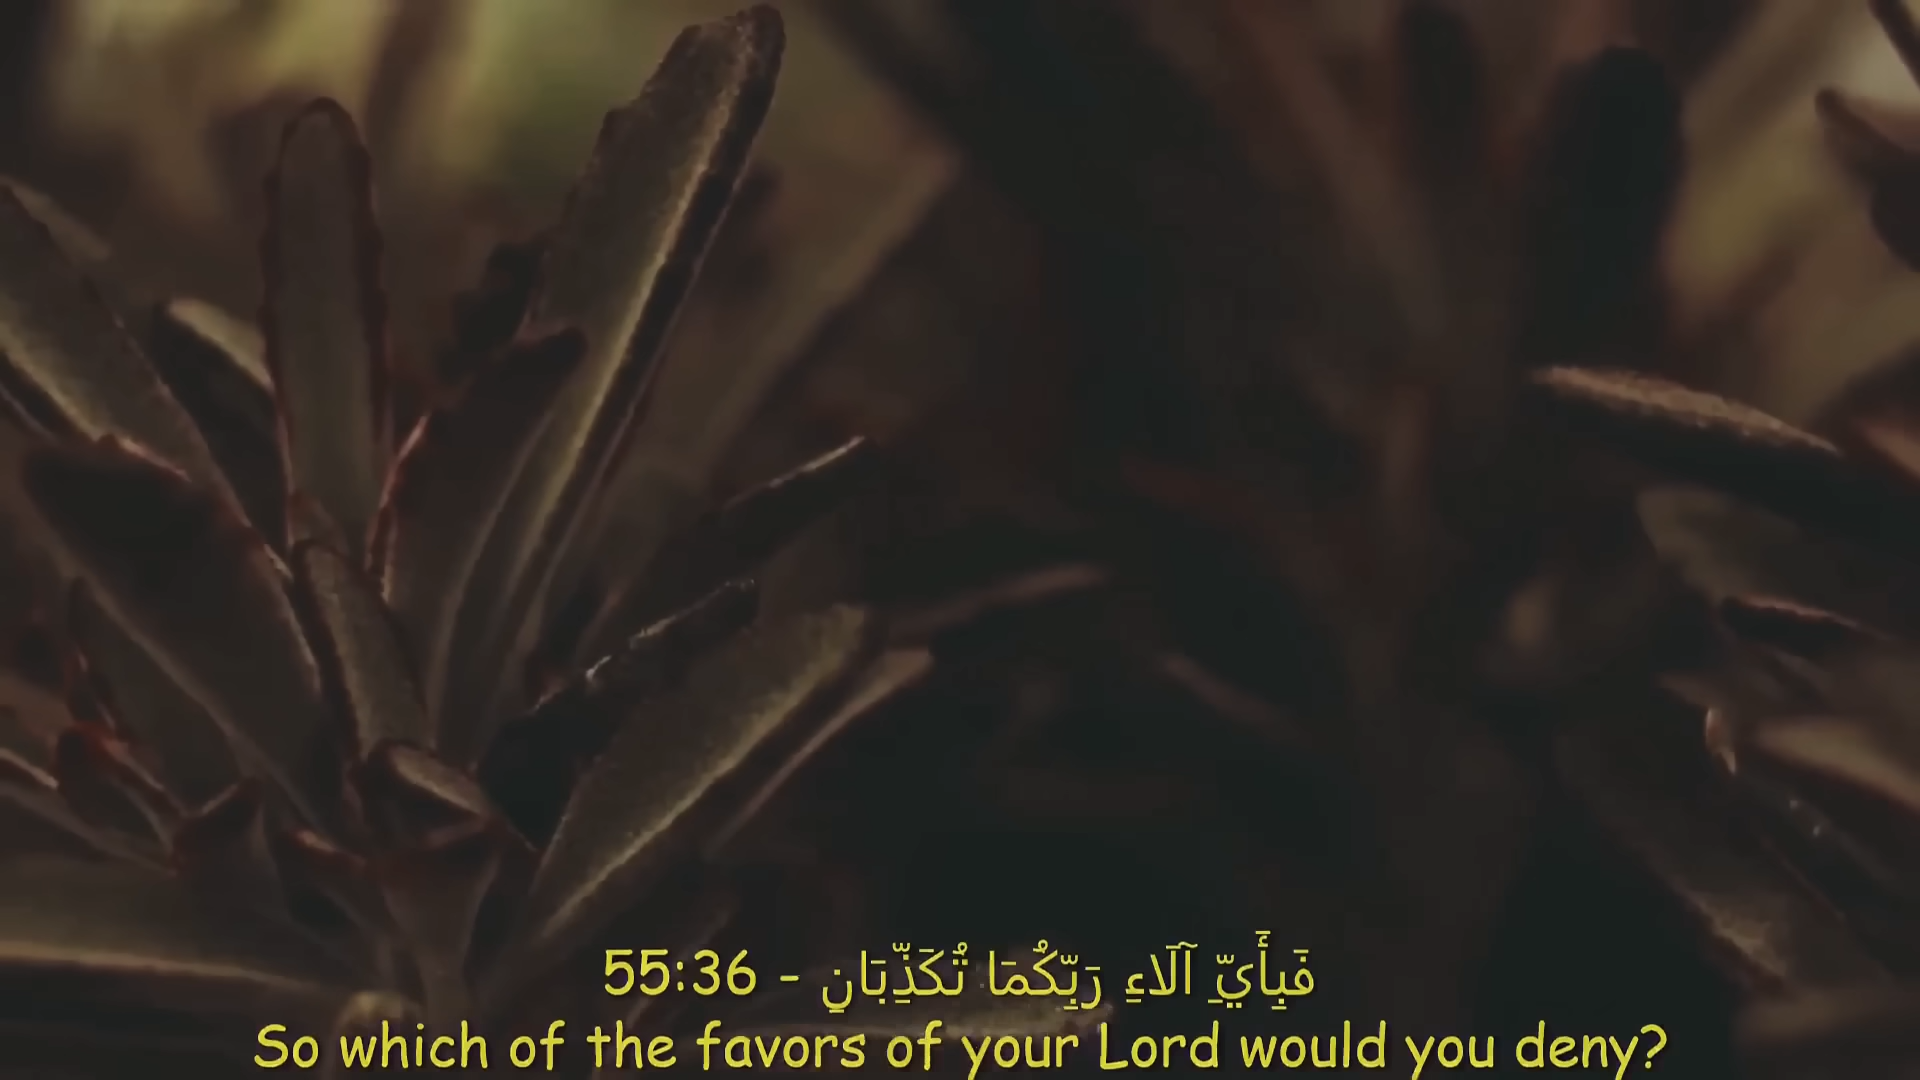 فَبِأَيِّ آلَاءِ رَبِّكُمَا تُكَذِّبَانِ - 55:36
So which of the favors of your Lord would you deny?